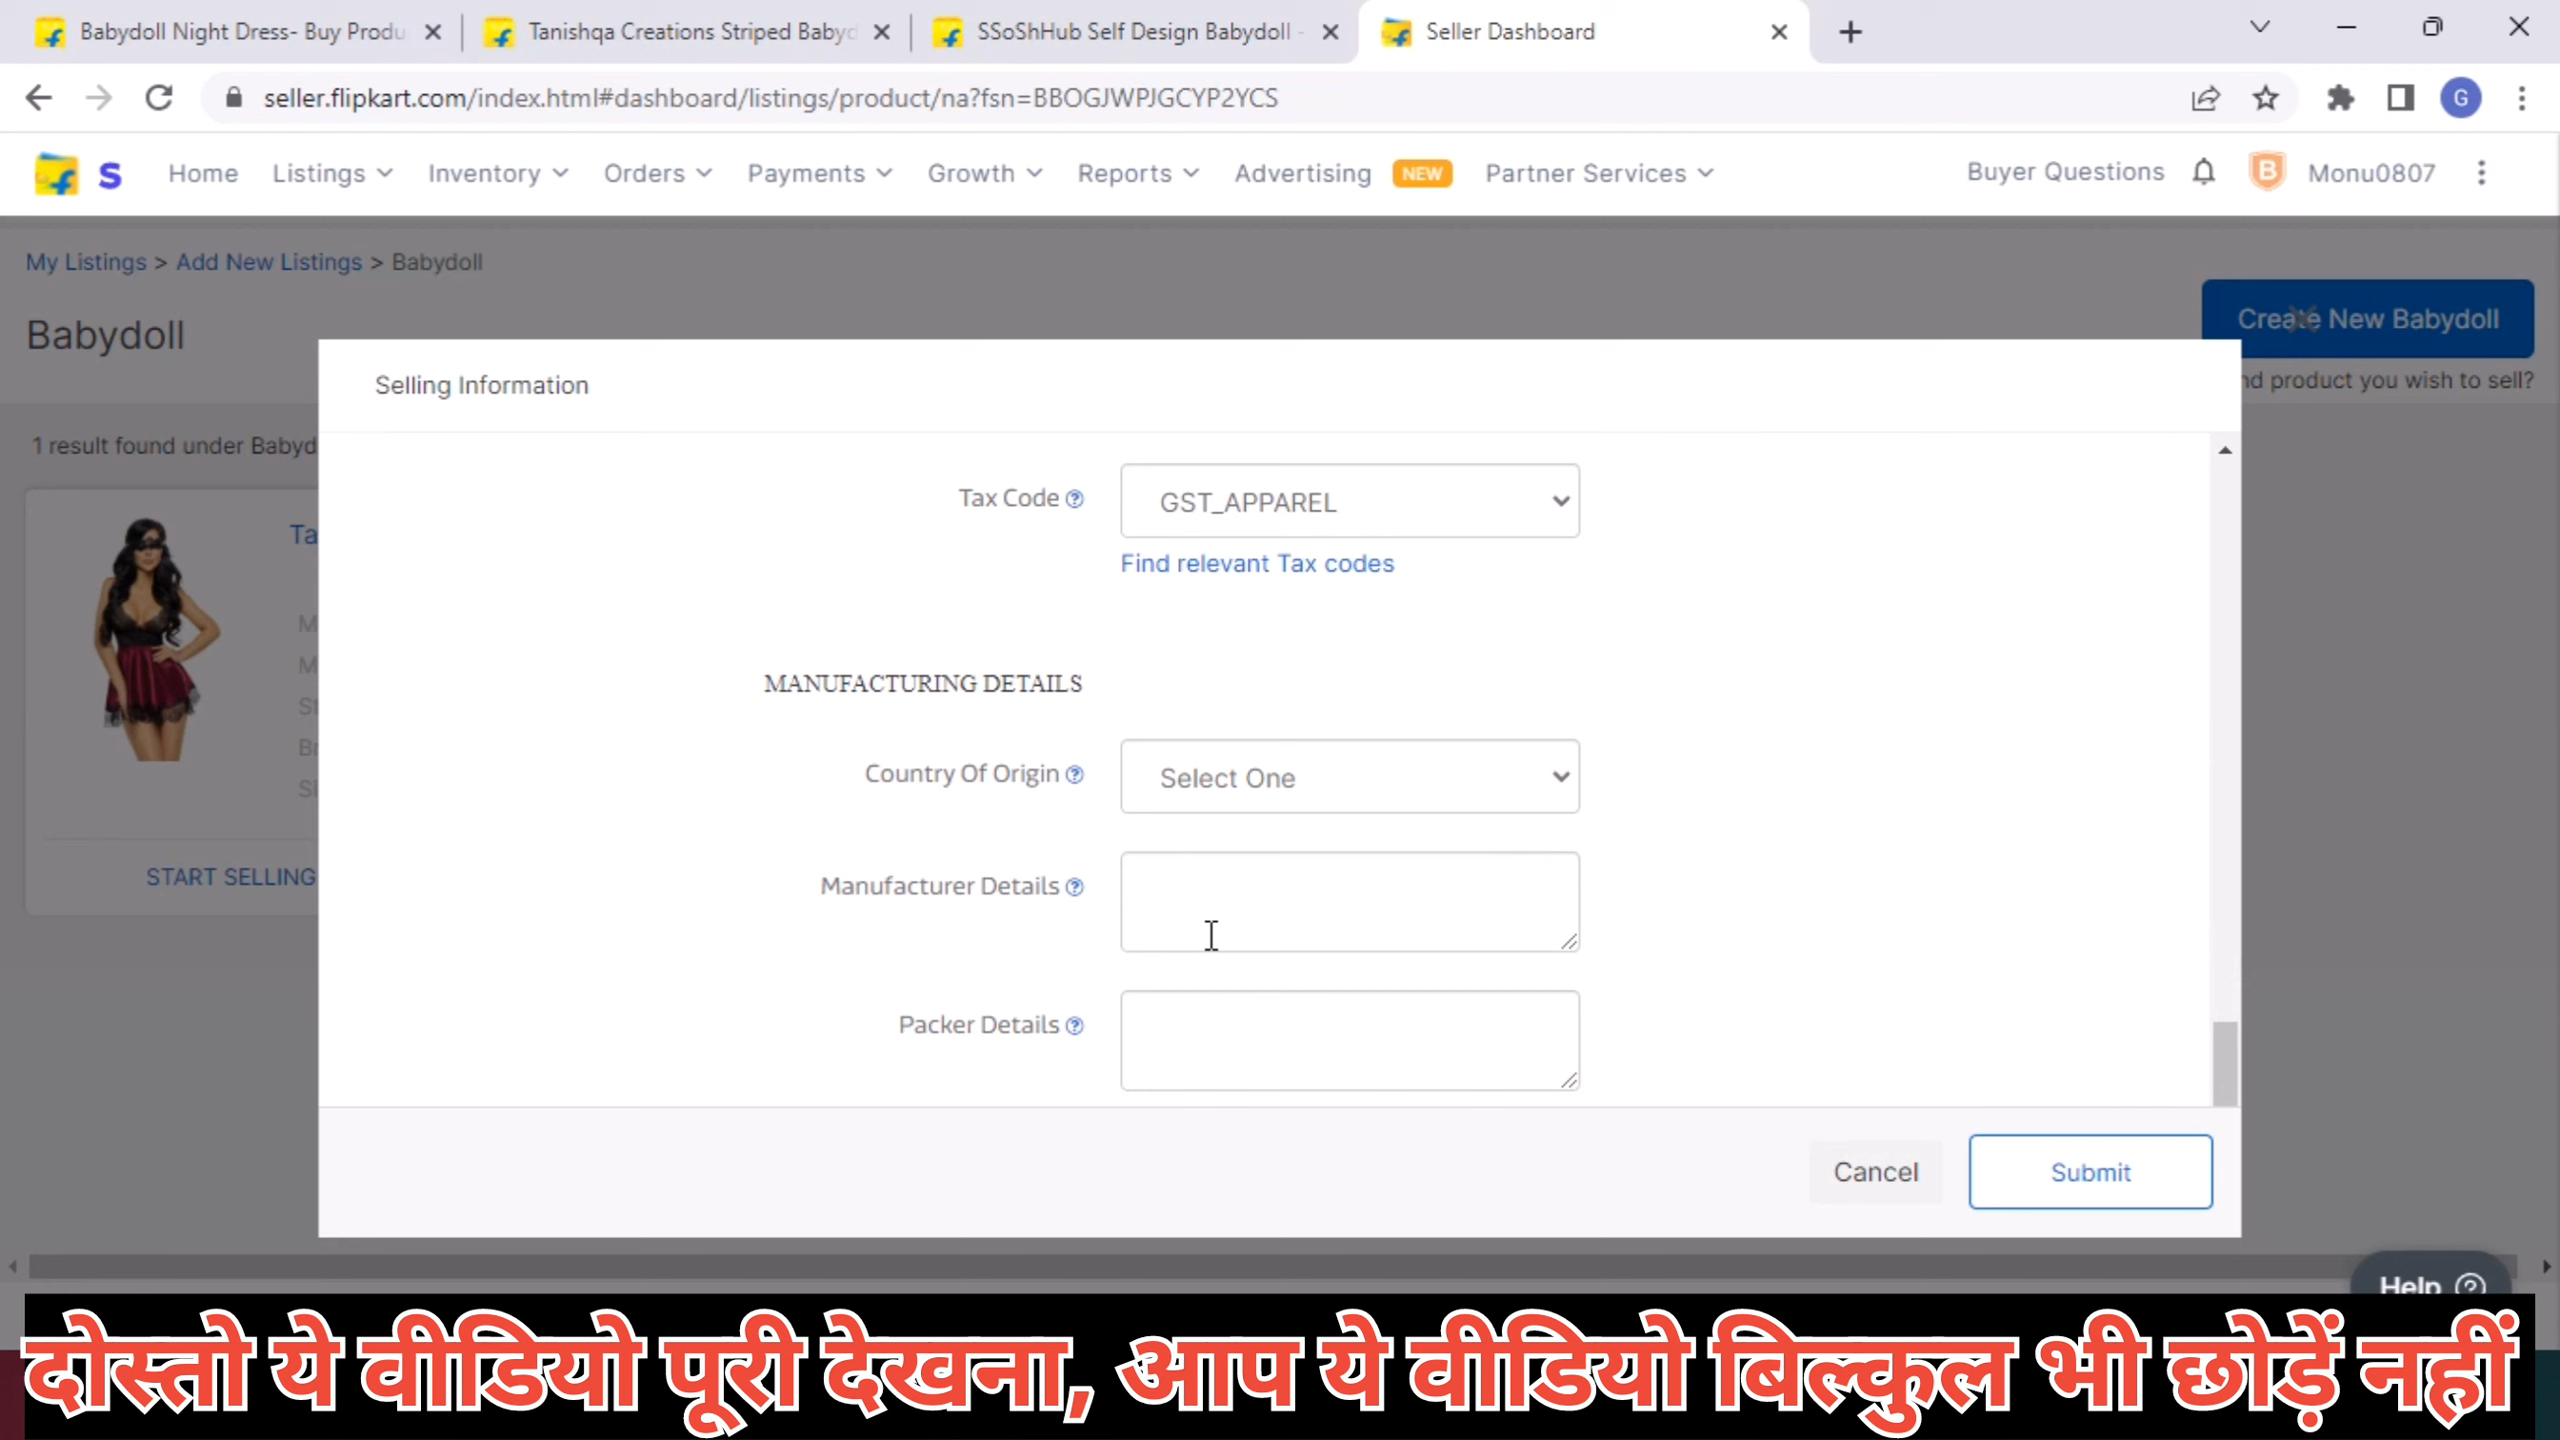 Babydoll Night Dress- Buy Produ
Tanishqa Creations Striped Babyd
SSoShHub Self Design Babydoll -
Seller Dashboard
seller.flipkart.com/index.html#dashboard/listings/product/na?fsn=BBOGJWPJGCYP2YCS
G
S
Home
Listings
Inventory
Orders
Payments
Growth
Reports
Advertising
NEW
Partner Services
Buyer Questions
B
Monu0807
My Listings > Add New Listings > Babydoll
Babydoll
Create New Babydoll
nd product you wish to sell?
1 result found under Babyd
Ta
M
M
St
Br
Si
START SELLING
Selling Information
Tax Code
GST_APPAREL
Find relevant Tax codes
MANUFACTURING DETAILS
Country Of Origin
Select One
Manufacturer Details
Packer Details
Cancel
Submit
Help
दोस्तो ये वीडियो पूरी देखना, आप ये वीडियो बिल्कुल भी छोड़ें नहीं